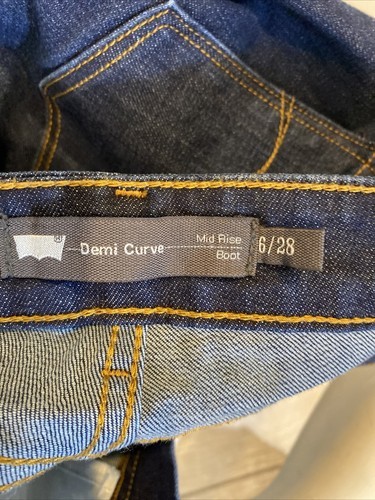 Demi Curve
Mid Rise
Boot
6/28
®